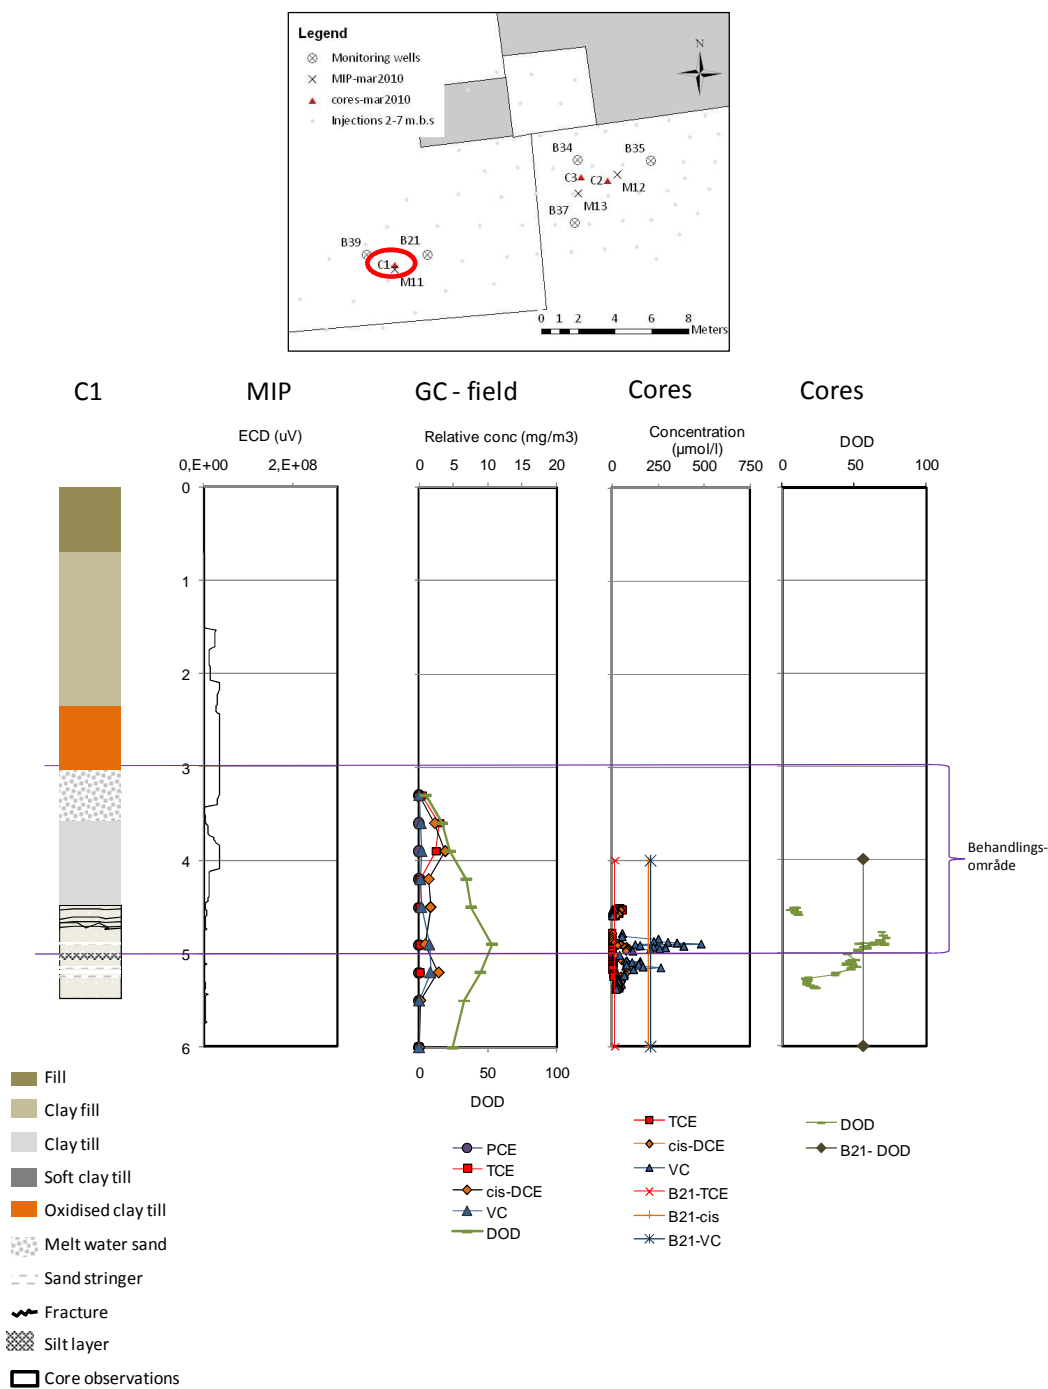 Legend
Monitoring wells
MIP-mar2010
cores-mar2010
Injections 2-7 m.b.s
N
B34
B35
C3
C2
M12
M13
B37
B39
B21
C1
M11
0 1 2 4 6 8
Meters
C1
MIP
GC - field
Cores
Cores
ECD (uV)
Relative conc (mg/m3)
Concentration
(µmol/l)
DOD
0,E+00 2,E+08
0 5 10 15 20
0 250 500 750
0 50 100
0
1
2
3
4
5
6
Behandlings-
område
0 50 100
DOD
Fill
Clay fill
Clay till
Soft clay till
Oxidised clay till
Melt water sand
Sand stringer
Fracture
Silt layer
Core observations
PCE
TCE
cis-DCE
VC
DOD
TCE
cis-DCE
VC
B21-TCE
B21-cis
B21-VC
DOD
B21- DOD